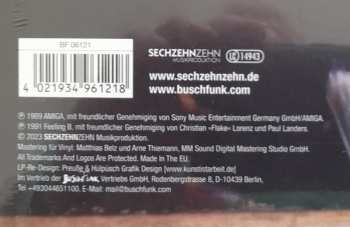 BF 06121
4 021934 961218
SECHZEHNZEHN
MUSIKPRODUKTION
LC 14943
www.sechzehnzehn.de
www.buschfunk.com
℗ 1989 AMIGA, mit freundlicher Genehmigung von Sony Music Entertainment Germany GmbH/AMIGA.
℗ 1991 Feeling B. mit freundlicher Genehmigung von Christian »Flake« Lorenz und Paul Landers.
© 2023 SECHZEHNZEHN Musikproduktion.
Mastering für Vinyl: Matthias Belz und Arne Thiemann, MM Sound Digital Mastering Studio GmbH.
All Trademarks And Logos Are Protected. Made In The EU.
LP-Re-Design: Preuße & Hülpüsch Grafik Design www.kunstistarbeit.de
Im Vertrieb der BuschFunk Vertriebs GmbH, Rodenbergstrasse 8, D-10439 Berlin,
Tel +493044651100. E-Mail: mail@buschfunk.com